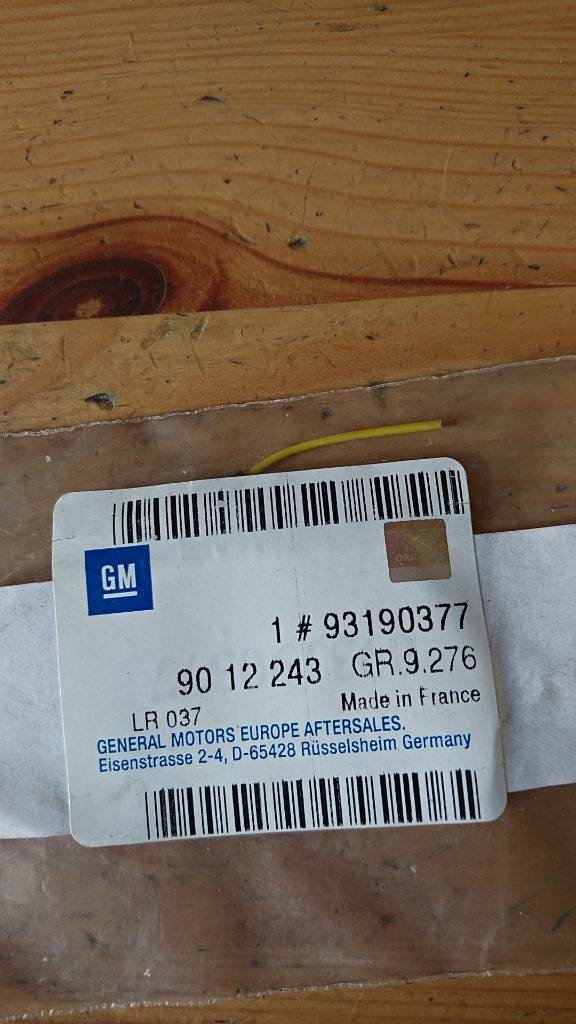 GM
1 # 93190377
90 12 243 GR.9.276
Made in France
LR 037
GENERAL MOTORS EUROPE AFTERSALES.
Eisenstrasse 2-4, D-65428 Rüsselsheim Germany